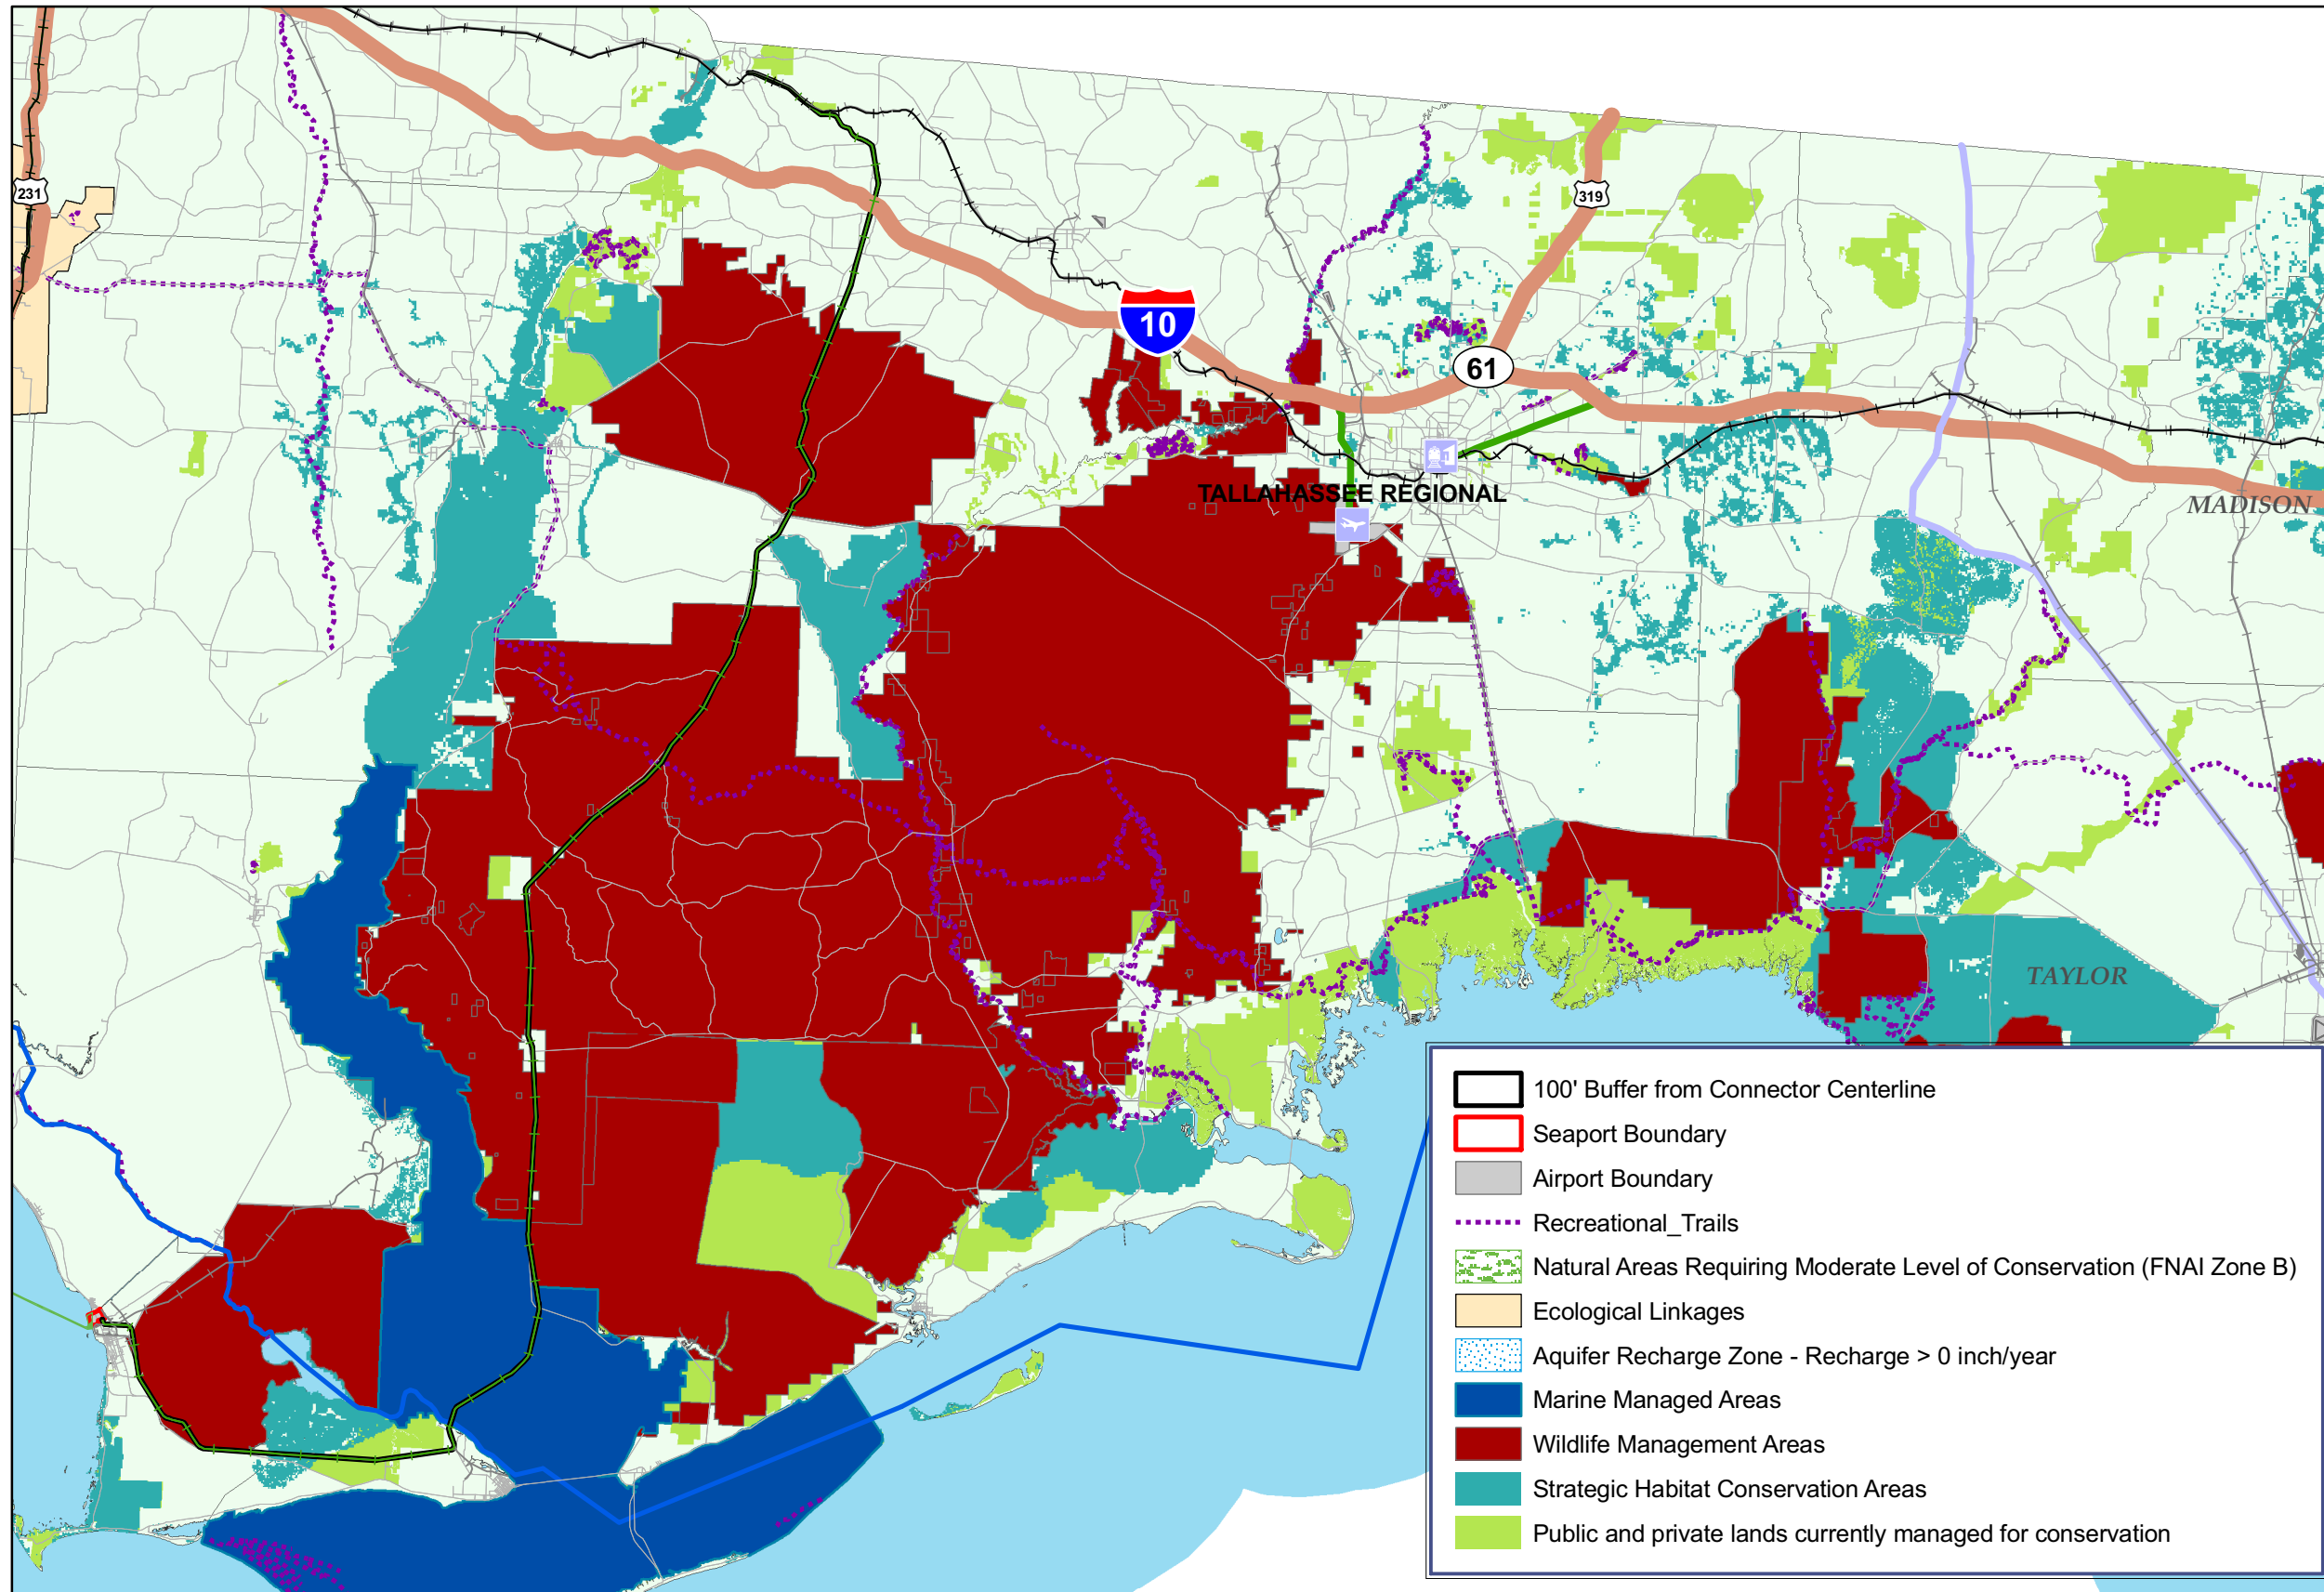 231
319
10
61
TALLAHASSEE REGIONAL
MADISON
TAYLOR
100' Buffer from Connector Centerline
Seaport Boundary
Airport Boundary
Recreational_Trails
Natural Areas Requiring Moderate Level of Conservation (FNAI Zone B)
Ecological Linkages
Aquifer Recharge Zone - Recharge > 0 inch/year
Marine Managed Areas
Wildlife Management Areas
Strategic Habitat Conservation Areas
Public and private lands currently managed for conservation